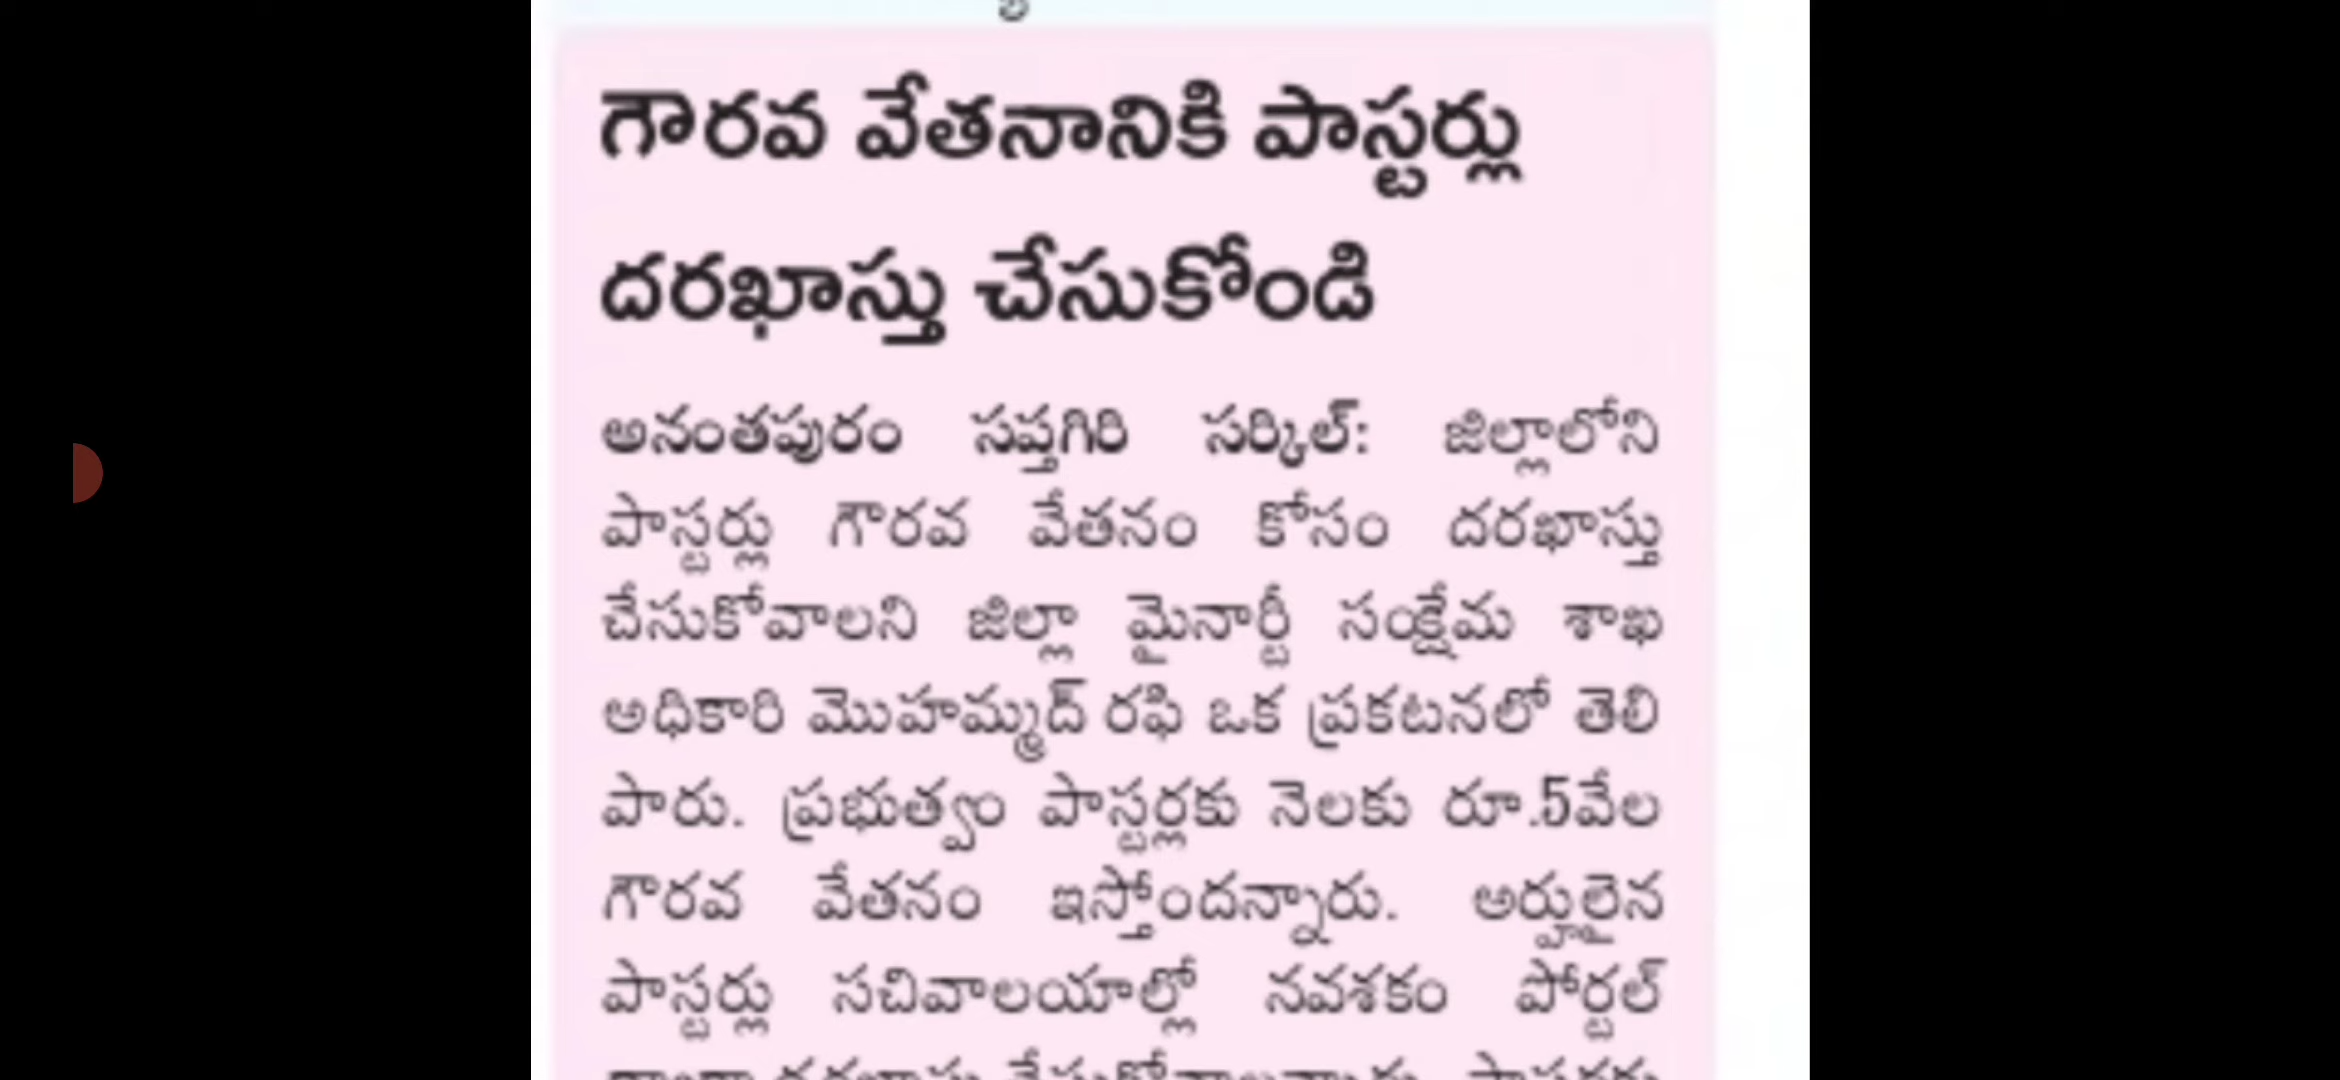 గౌరవ వేతనానికి పాస్టర్లు
దరఖాస్తు చేసుకోండి
అనంతపురం సప్తగిరి సర్కిల్: జిల్లాలోని
పాస్టర్లు గౌరవ వేతనం కోసం దరఖాస్తు
చేసుకోవాలని జిల్లా మైనార్టీ సంక్షేమ శాఖ
అధికారి మొహమ్మద్ రఫి ఒక ప్రకటనలో తెలి
పారు. ప్రభుత్వం పాస్టర్లకు నెలకు రూ.5వేల
గౌరవ వేతనం ఇస్తోందన్నారు. అర్హులైన
పాస్టర్లు సచివాలయాల్లో నవశకం పోర్టల్